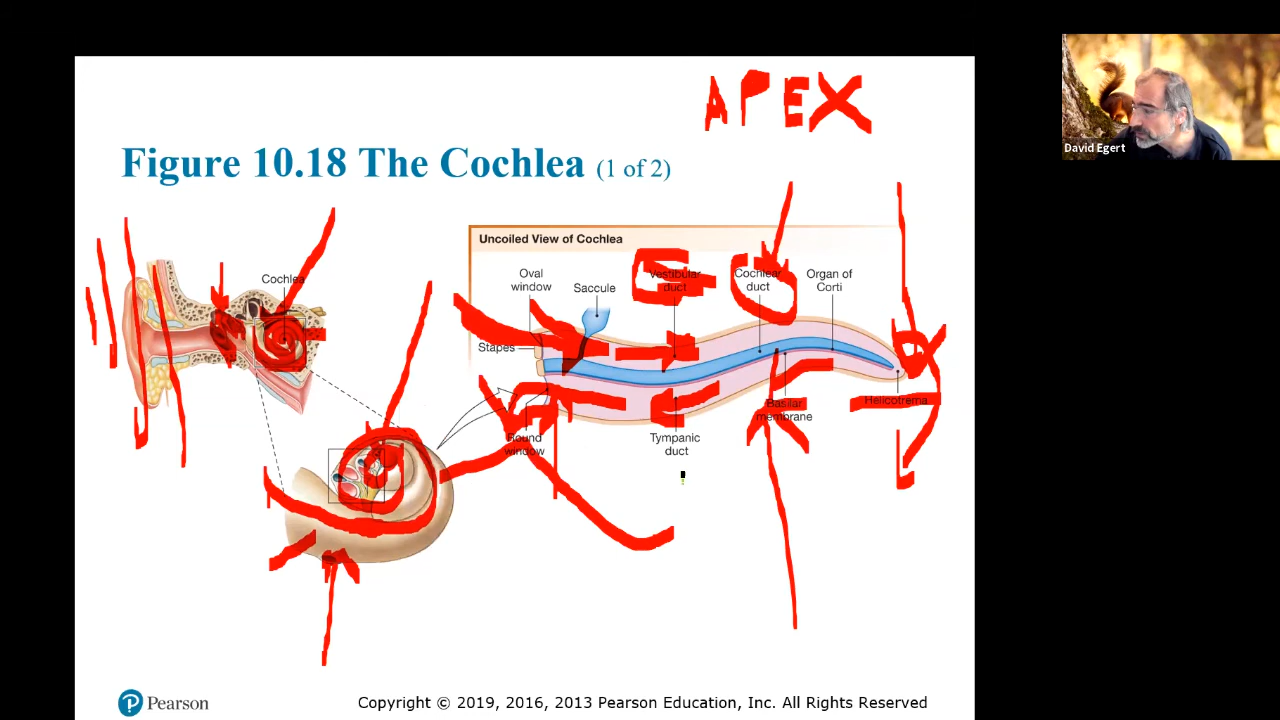 APEX
David Egert
Figure 10.18 The Cochlea (1 of 2)
Uncoiled View of Cochlea
Cochlea
Oval
window
Saccule
Vestibular
duct
Cochlear
duct
Organ of
Corti
Stapes
Round
window
Tympanic
duct
Basilar
membrane
Helicotrema
Pearson
Copyright © 2019, 2016, 2013 Pearson Education, Inc. All Rights Reserved